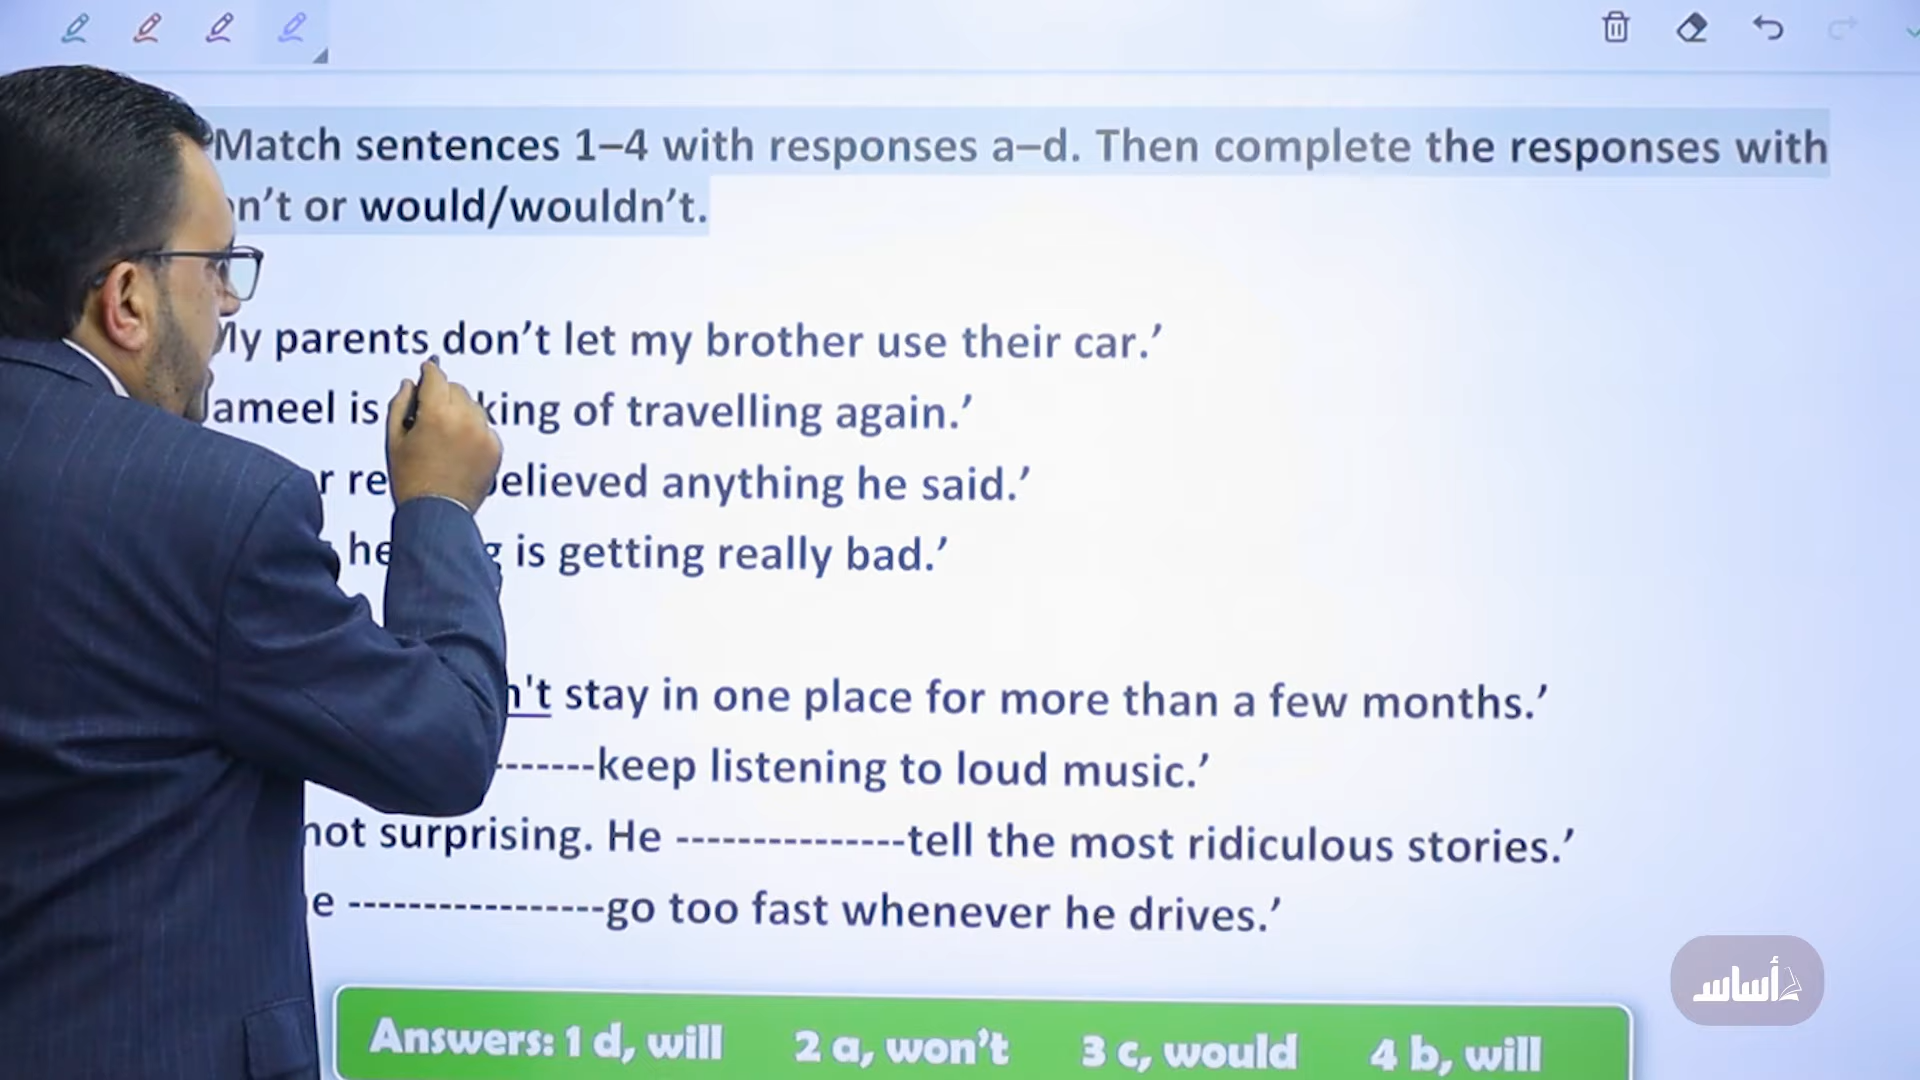 Match sentences 1–4 with responses a–d. Then complete the responses with
n’t or would/wouldn’t.
My parents don’t let my brother use their car.’
Jameel is king of travelling again.’
r re elieved anything he said.’
he g is getting really bad.’
n't stay in one place for more than a few months.’
-------keep listening to loud music.’
not surprising. He ---------------tell the most ridiculous stories.’
e -----------------go too fast whenever he drives.’
أساس
Answers: 1 d, will 2 a, won’t 3 c, would 4 b, will